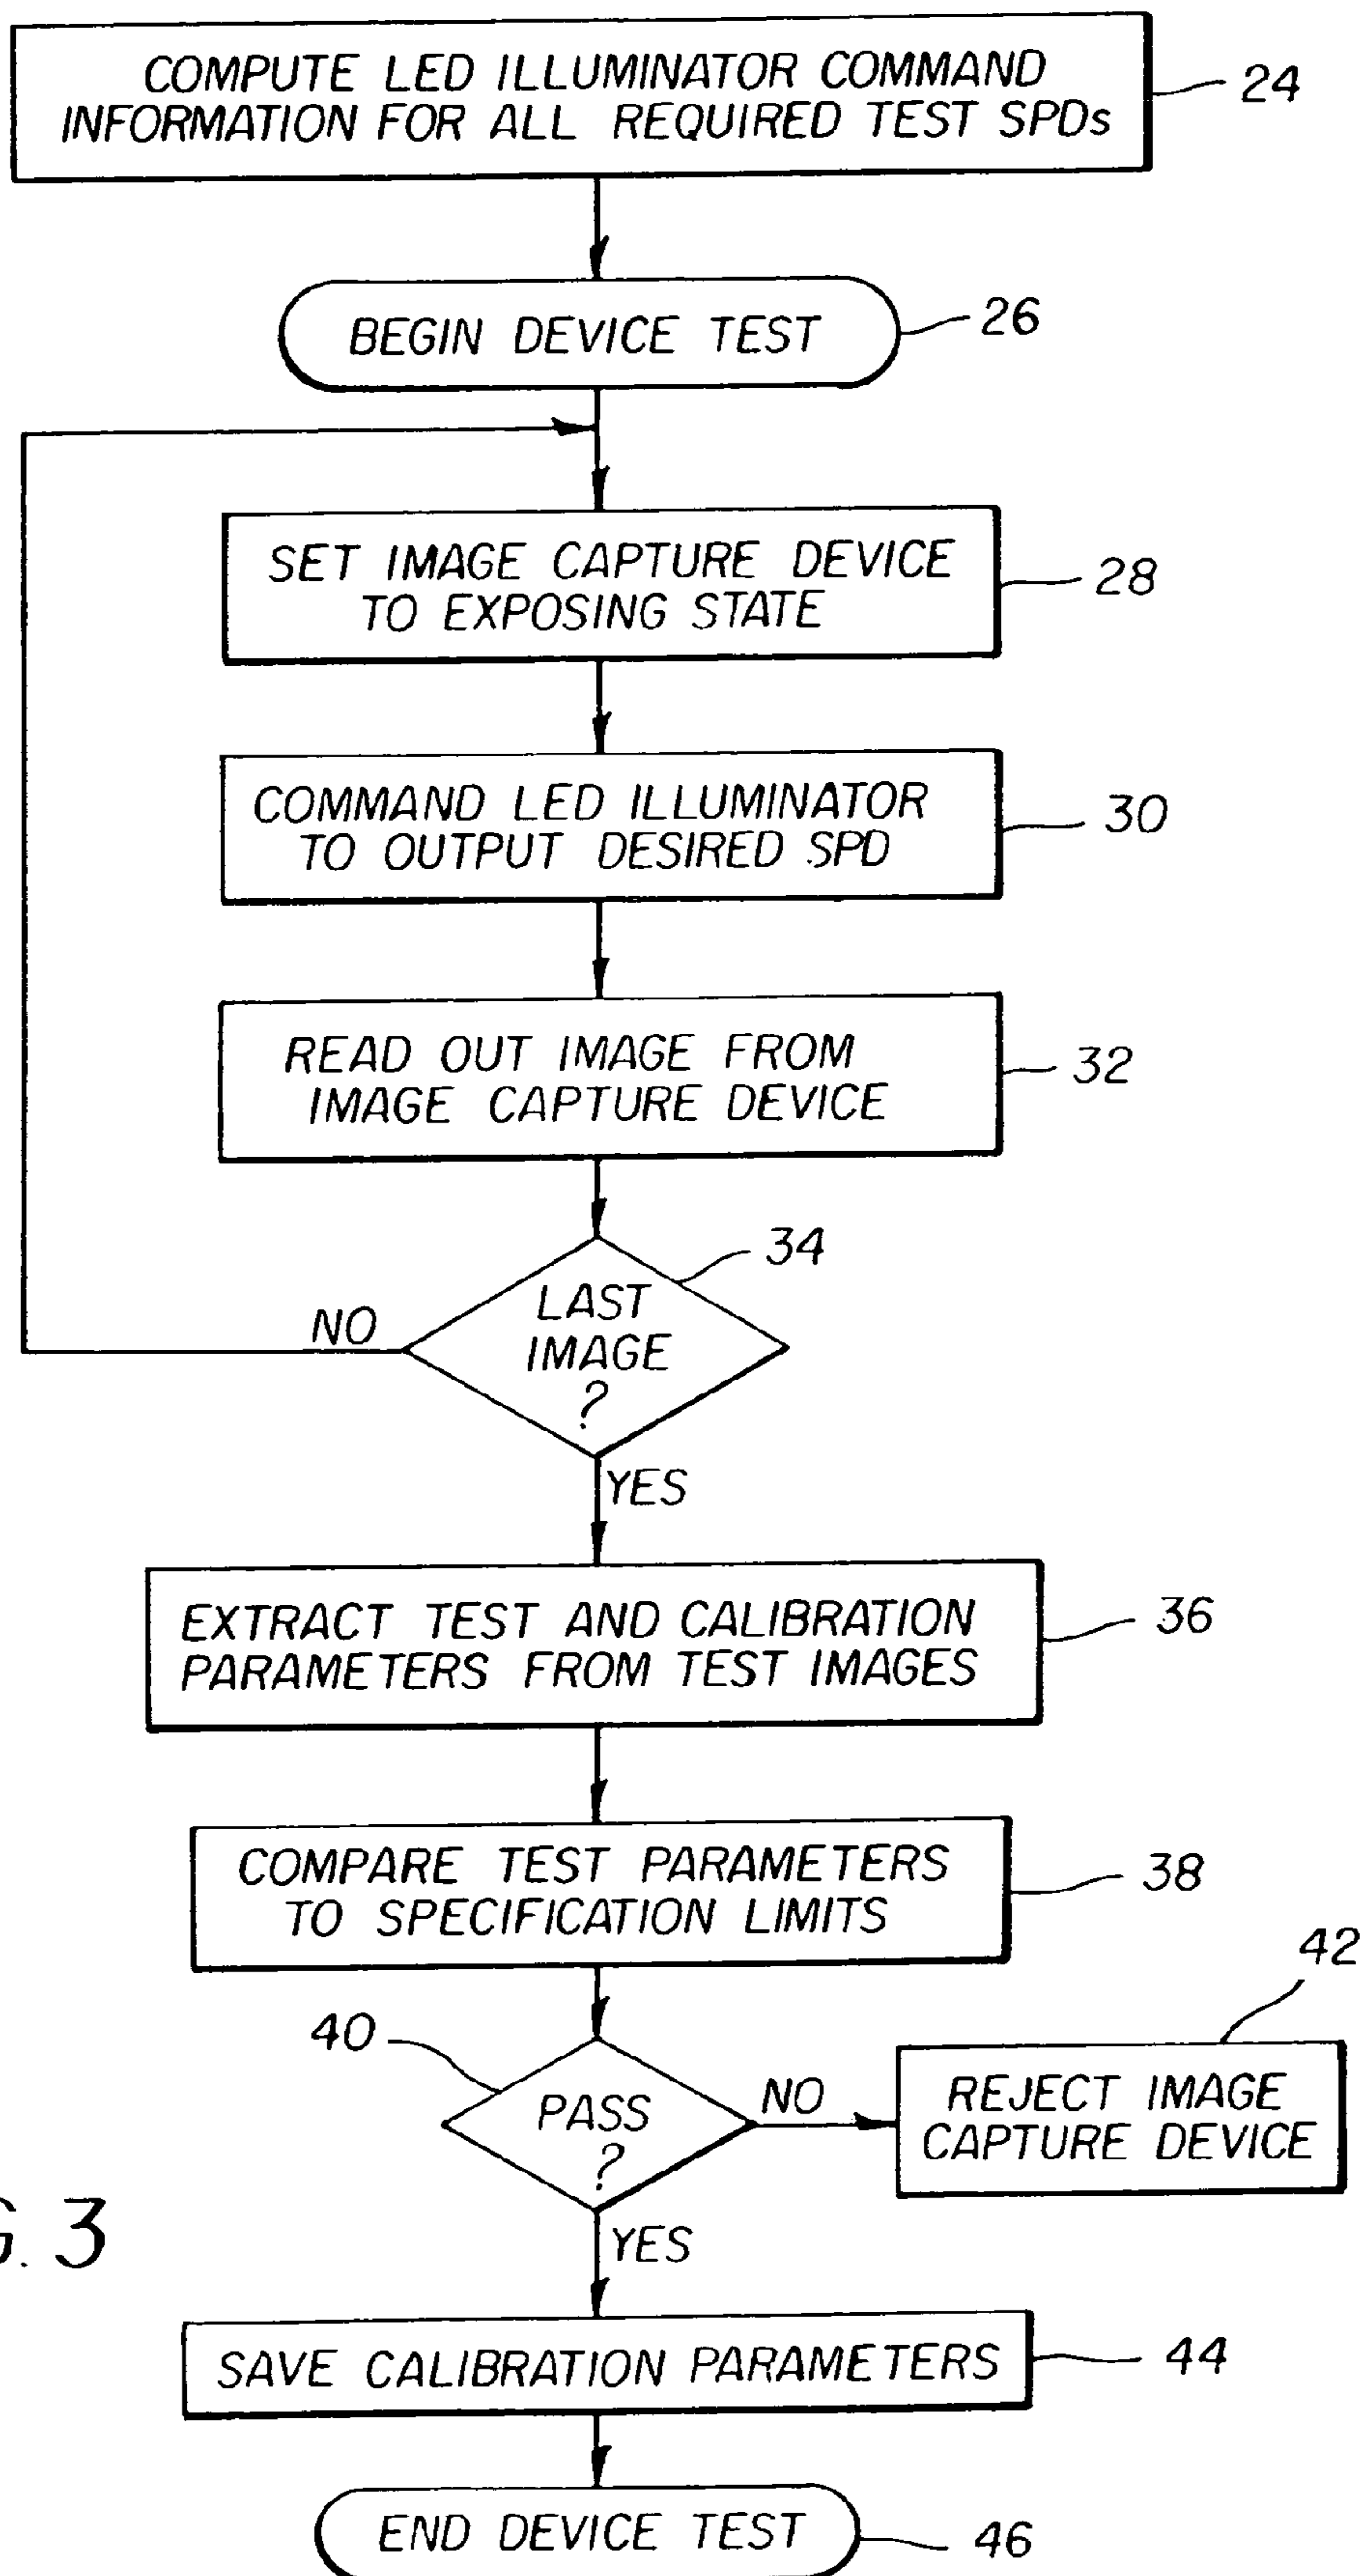 COMPUTE LED ILLUMINATOR COMMAND
INFORMATION FOR ALL REQUIRED TEST SPDs
24
BEGIN DEVICE TEST
26
SET IMAGE CAPTURE DEVICE
TO EXPOSING STATE
28
COMMAND LED ILLUMINATOR
TO OUTPUT DESIRED SPD
30
READ OUT IMAGE FROM
IMAGE CAPTURE DEVICE
32
34
LAST
IMAGE
?
NO
YES
EXTRACT TEST AND CALIBRATION
PARAMETERS FROM TEST IMAGES
36
COMPARE TEST PARAMETERS
TO SPECIFICATION LIMITS
38
40
PASS
?
NO
42
REJECT IMAGE
CAPTURE DEVICE
YES
G. 3
SAVE CALIBRATION PARAMETERS
44
END DEVICE TEST
46